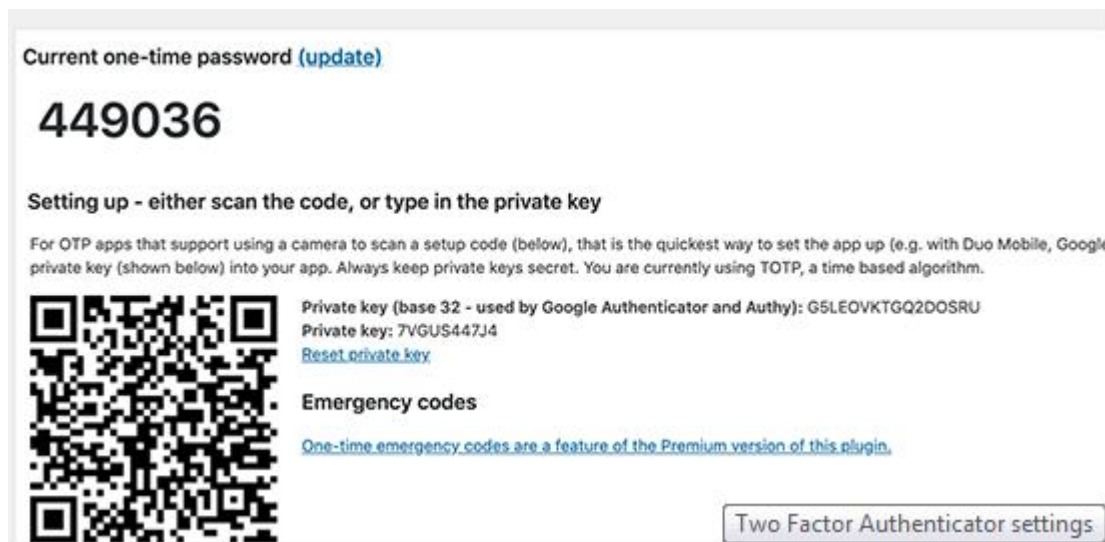 Current one-time password (update)
449036
Setting up - either scan the code, or type in the private key
For OTP apps that support using a camera to scan a setup code (below), that is the quickest way to set the app up (e.g. with Duo Mobile, Google
private key (shown below) into your app. Always keep private keys secret. You are currently using TOTP, a time based algorithm.
Private key (base 32 - used by Google Authenticator and Authy): G5LEOVKTGQ2DOSRU
Private key: 7VGUS447J4
Reset private key
Emergency codes
One-time emergency codes are a feature of the Premium version of this plugin.
Two Factor Authenticator settings